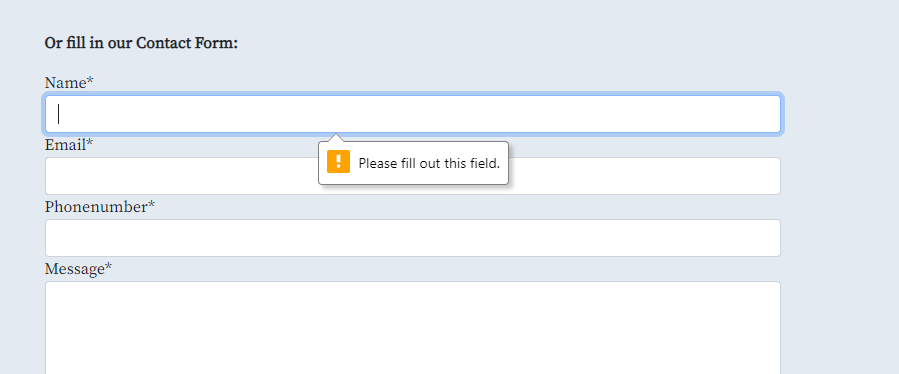 Or fill in our Contact Form:
Name*
Email*
Please fill out this field.
Phonenumber*
Message*